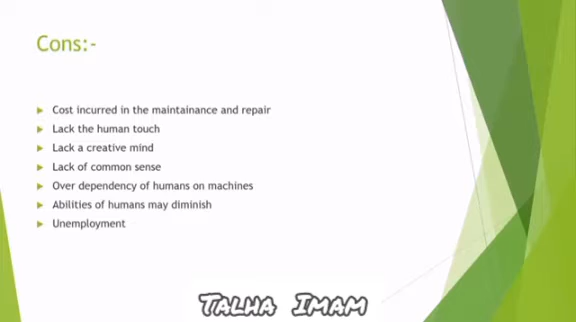 Cons:-
Cost incurred in the maintainance and repair
Lack the human touch
Lack a creative mind
Lack of common sense
Over dependency of humans on machines
Abilities of humans may diminish
Unemployment
TALHA IMAM